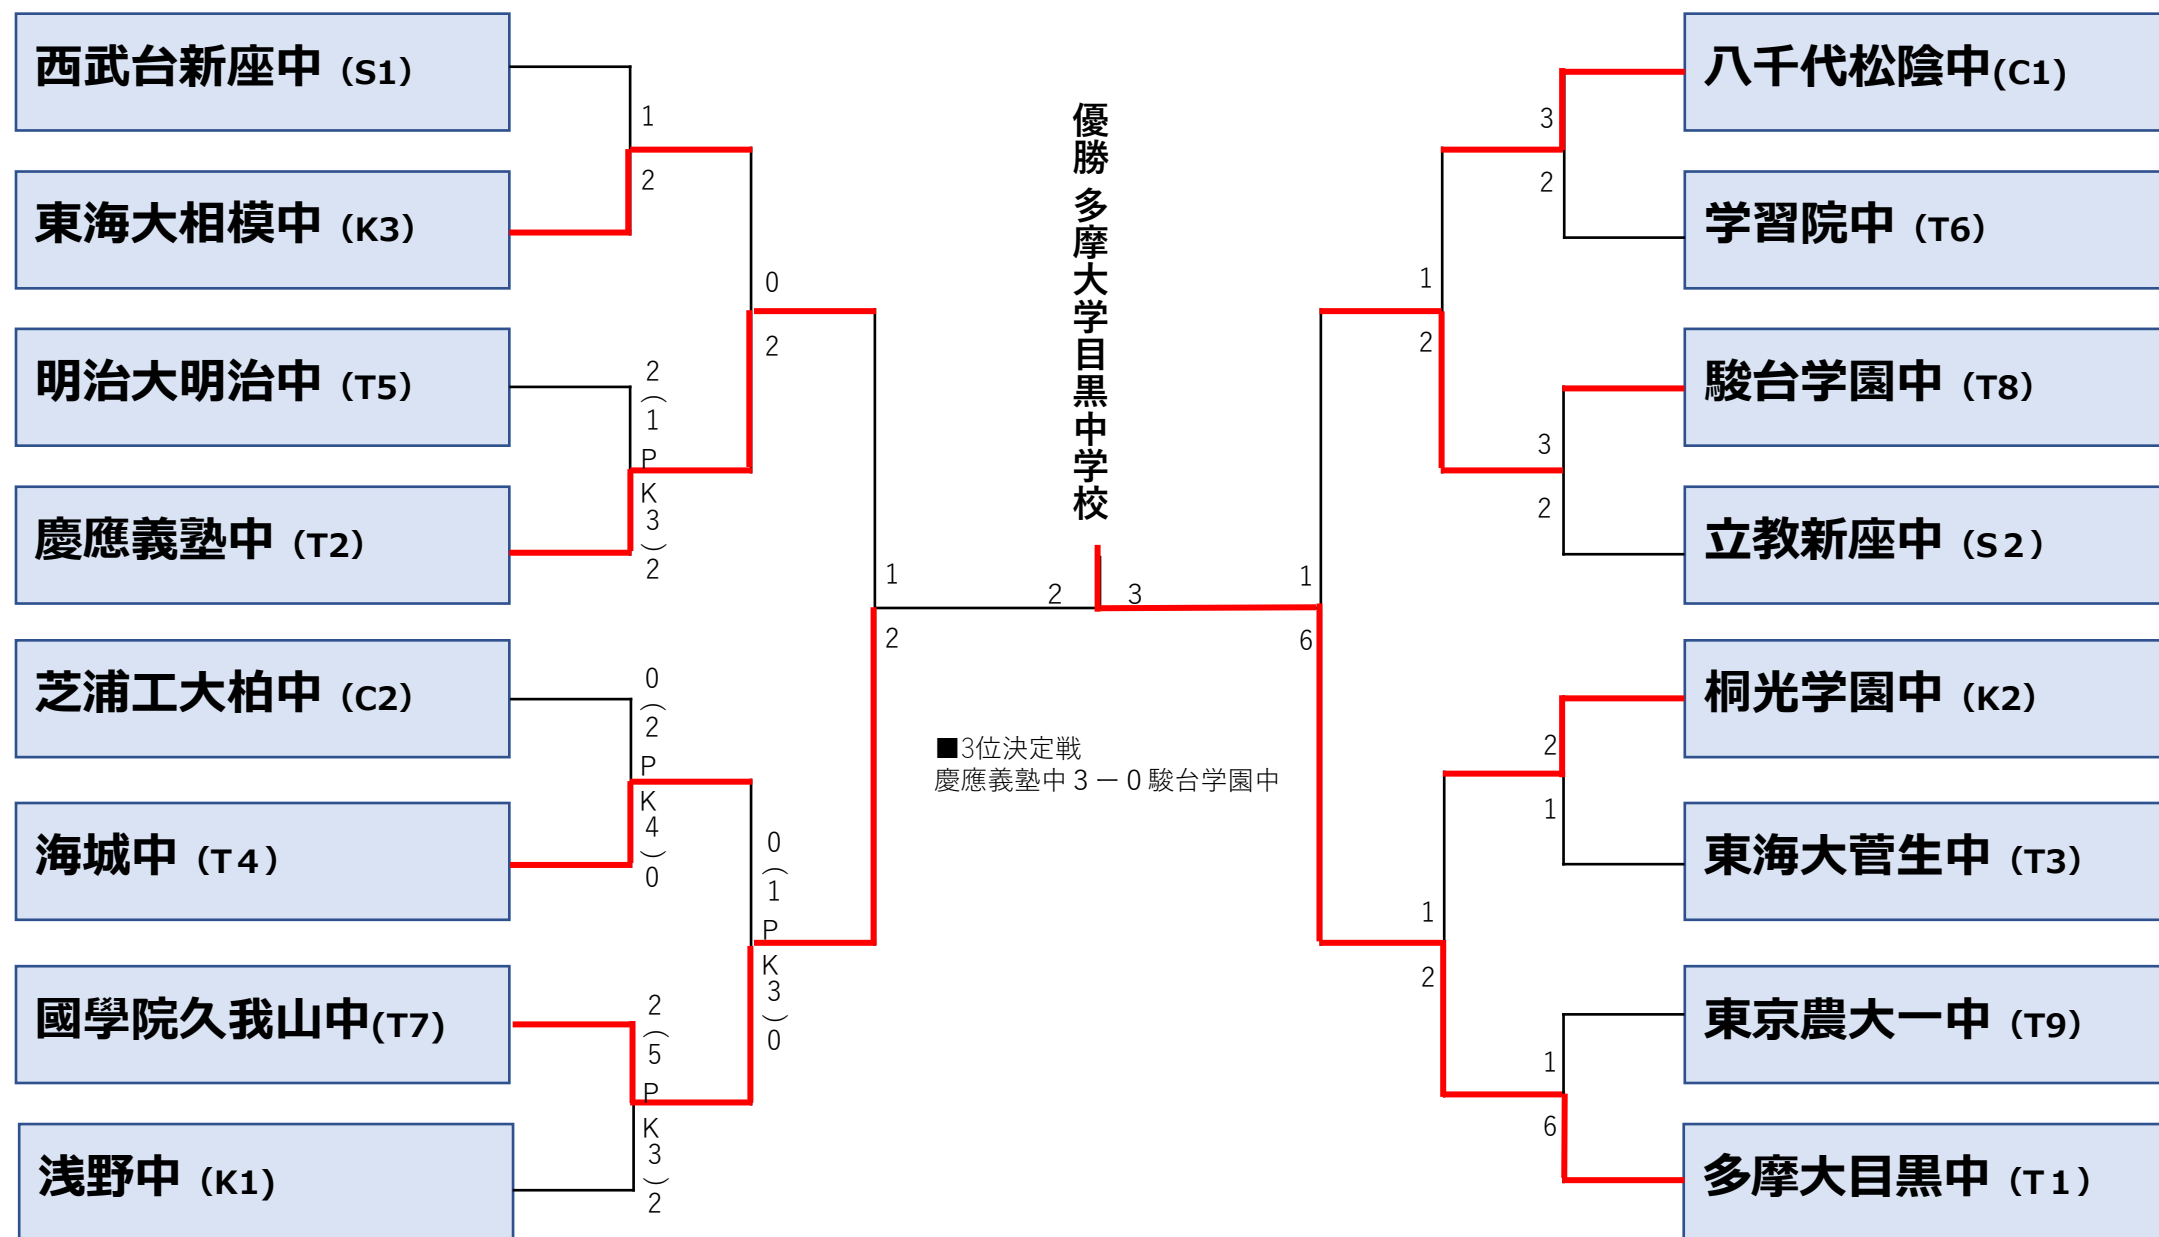 西武台新座中（S1）
東海大相模中（K3）
明治大明治中（T5）
慶應義塾中（T2）
芝浦工大柏中（C2）
海城中（T４）
國學院久我山中(T7)
浅野中（K1）
1
2
2（1PK3）2
0（2PK4）0
2（5PK3）2
0
2
0（1PK3）0
1
2
優勝 多摩大学目黒中学校
2
3
■3位決定戦
慶應義塾中３－０駿台学園中
1
6
1
2
1
2
3
2
3
2
2
1
1
6
八千代松陰中(C1)
学習院中（T6）
駿台学園中（T8）
立教新座中（S２）
桐光学園中（K2）
東海大菅生中（T3）
東京農大一中（T9）
多摩大目黒中（T１）